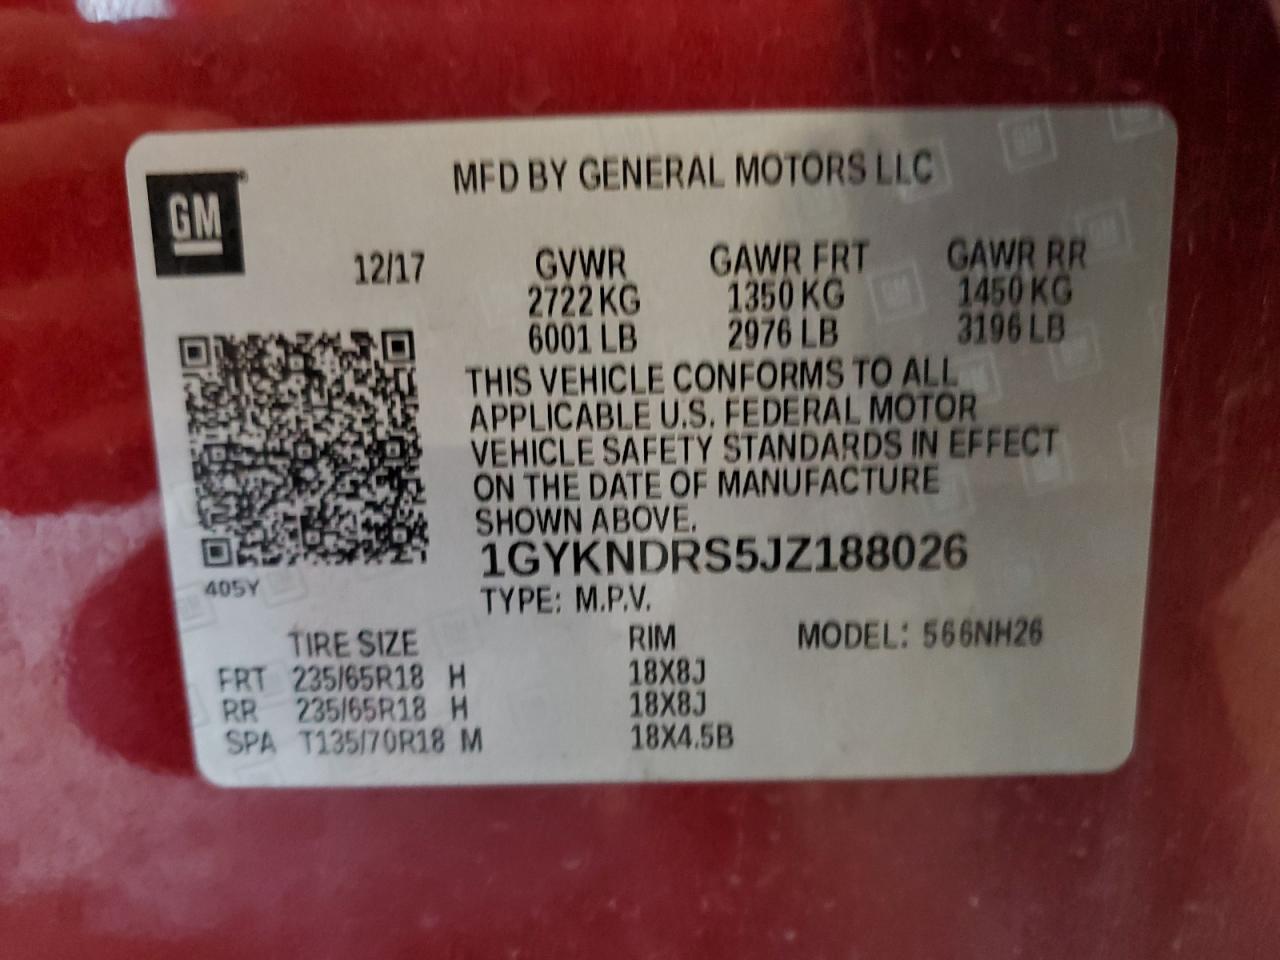 MFD BY GENERAL MOTORS LLC
GM
12/17 GVWR GAWR FRT GAWR RR
2722 KG 1350 KG 1450 KG
6001 LB 2976 LB 3196 LB
THIS VEHICLE CONFORMS TO ALL
APPLICABLE U.S. FEDERAL MOTOR
VEHICLE SAFETY STANDARDS IN EFFECT
ON THE DATE OF MANUFACTURE
SHOWN ABOVE.
1GYKNDRS5JZ188026
405Y
TYPE: M.P.V.
TIRE SIZE RIM MODEL: 566NH26
FRT 235/65R18 H 18X8J
RR 235/65R18 H 18X8J
SPA T135/70R18 M 18X4.5B